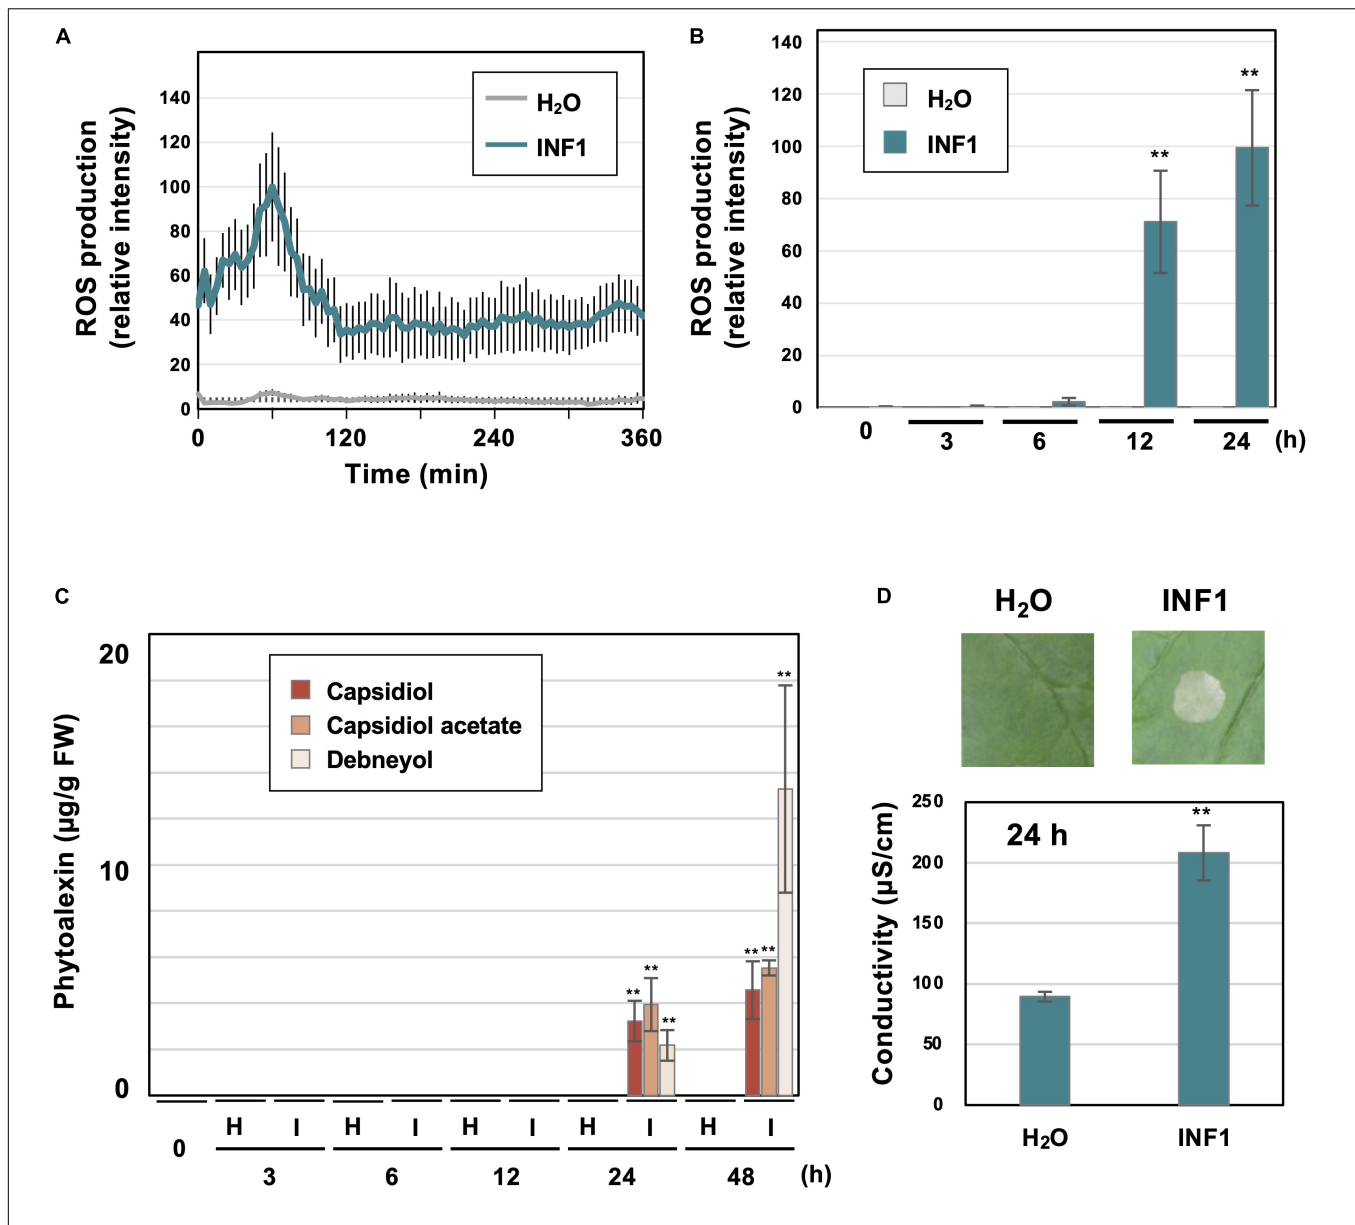 A
ROS production
(relative intensity)
140
120
100
80
60
40
20
0
H₂O
INF1
0 120 240 360
Time (min)
B
ROS production
(relative intensity)
140
120
100
80
60
40
20
0
H₂O
INF1
**
**
0 3 6 12 24 (h)
C
Phytoalexin (µg/g FW)
20
10
0
Capsidiol
Capsidiol acetate
Debneyol
** ** **
** ** **
H I H I H I H I H I
0 3 6 12 24 48 (h)
D
H₂O INF1
Conductivity (µS/cm)
250
200
150
100
50
0
24 h
**
H₂O INF1